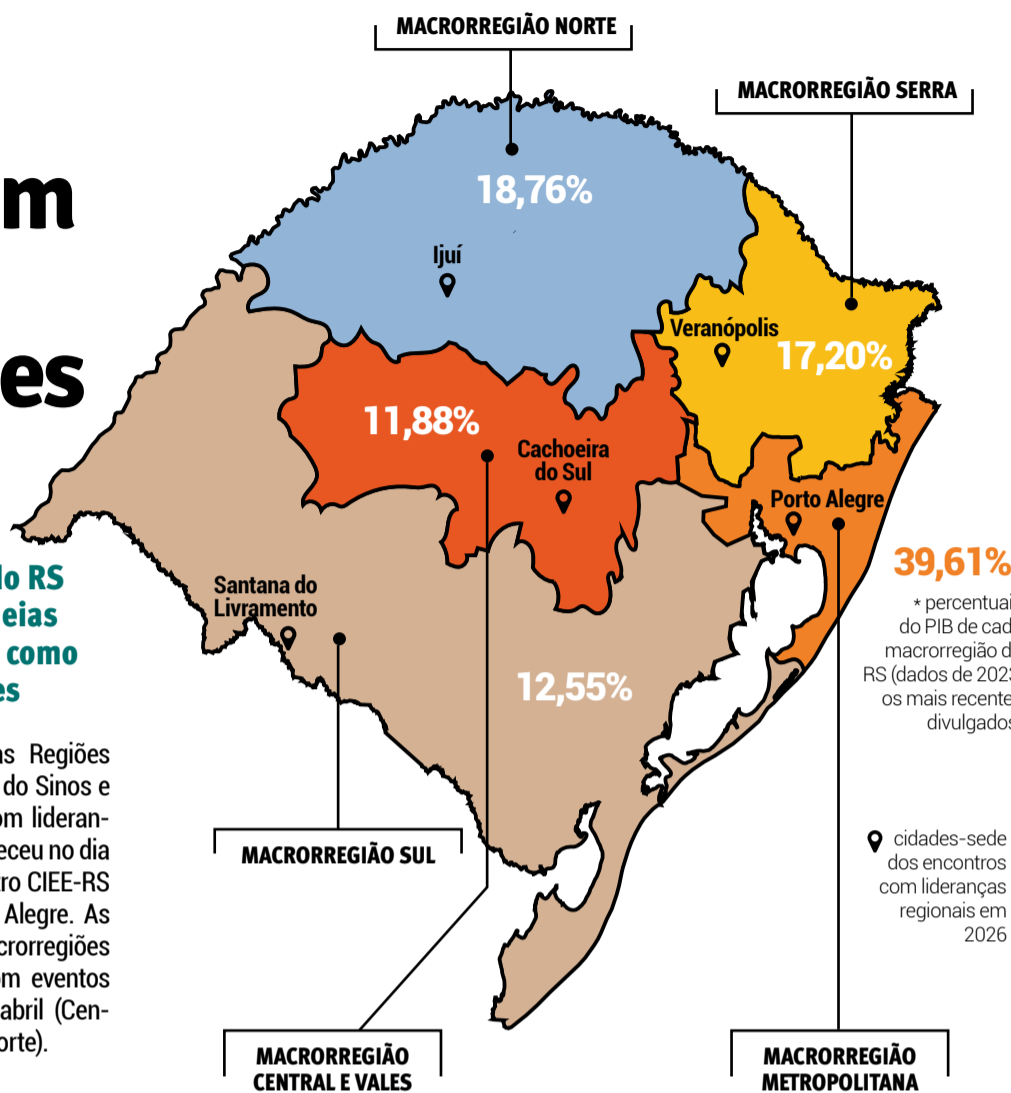 MACRORREGIÃO NORTE
MACRORREGIÃO SERRA
m
es
18,76%
Ijuí
Veranópolis
17,20%
11,88%
Cachoeira
do Sul
Porto Alegre
39,61%
* percentuai
do PIB de cad
macrorregião d
RS (dados de 2023
os mais recente
divulgados
Santana do
Livramento
12,55%
do RS
eias
como
es
as Regiões
do Sinos e
om lideran-
eceu no dia
tro CIEE-RS
Alegre. As
crorregiões
om eventos
abril (Cen-
orte).
cidades-sede
dos encontros
com lideranças
regionais em
2026
MACRORREGIÃO SUL
MACRORREGIÃO
CENTRAL E VALES
MACRORREGIÃO
METROPOLITANA